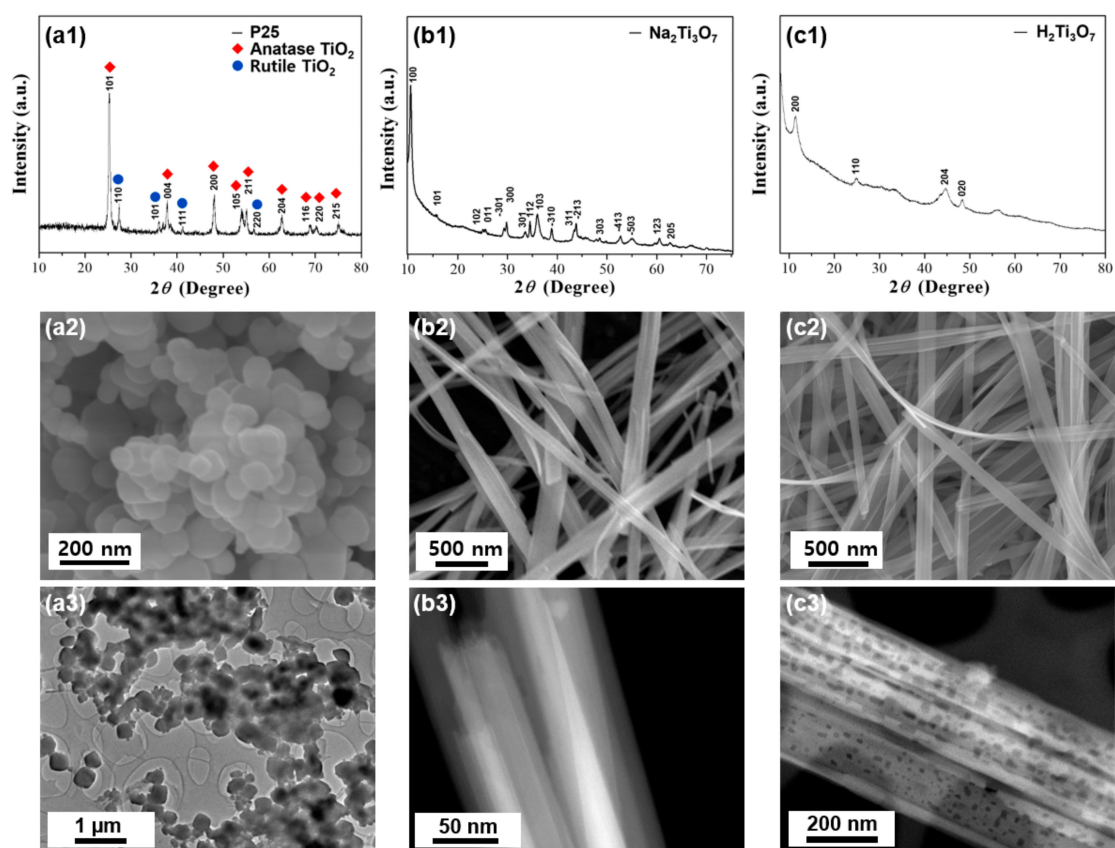 (a1)
— P25
Anatase TiO2
Rutile TiO2
101
110
101
004
111
200
105
211
220
204
116
220
215
Intensity (a.u.)
10 20 30 40 50 60 70 80
2θ (Degree)
(b1)
— Na2Ti3O7
100
101
102
011
-301
300
301
112
103
-310
311
-213
303
-413
-503
123
205
Intensity (a.u.)
10 20 30 40 50 60 70
2θ (Degree)
(c1)
— H2Ti3O7
200
110
204
020
Intensity (a.u.)
10 20 30 40 50 60 70 80
2θ (Degree)
(a2)
200 nm
(b2)
500 nm
(c2)
500 nm
(a3)
1 μm
(b3)
50 nm
(c3)
200 nm